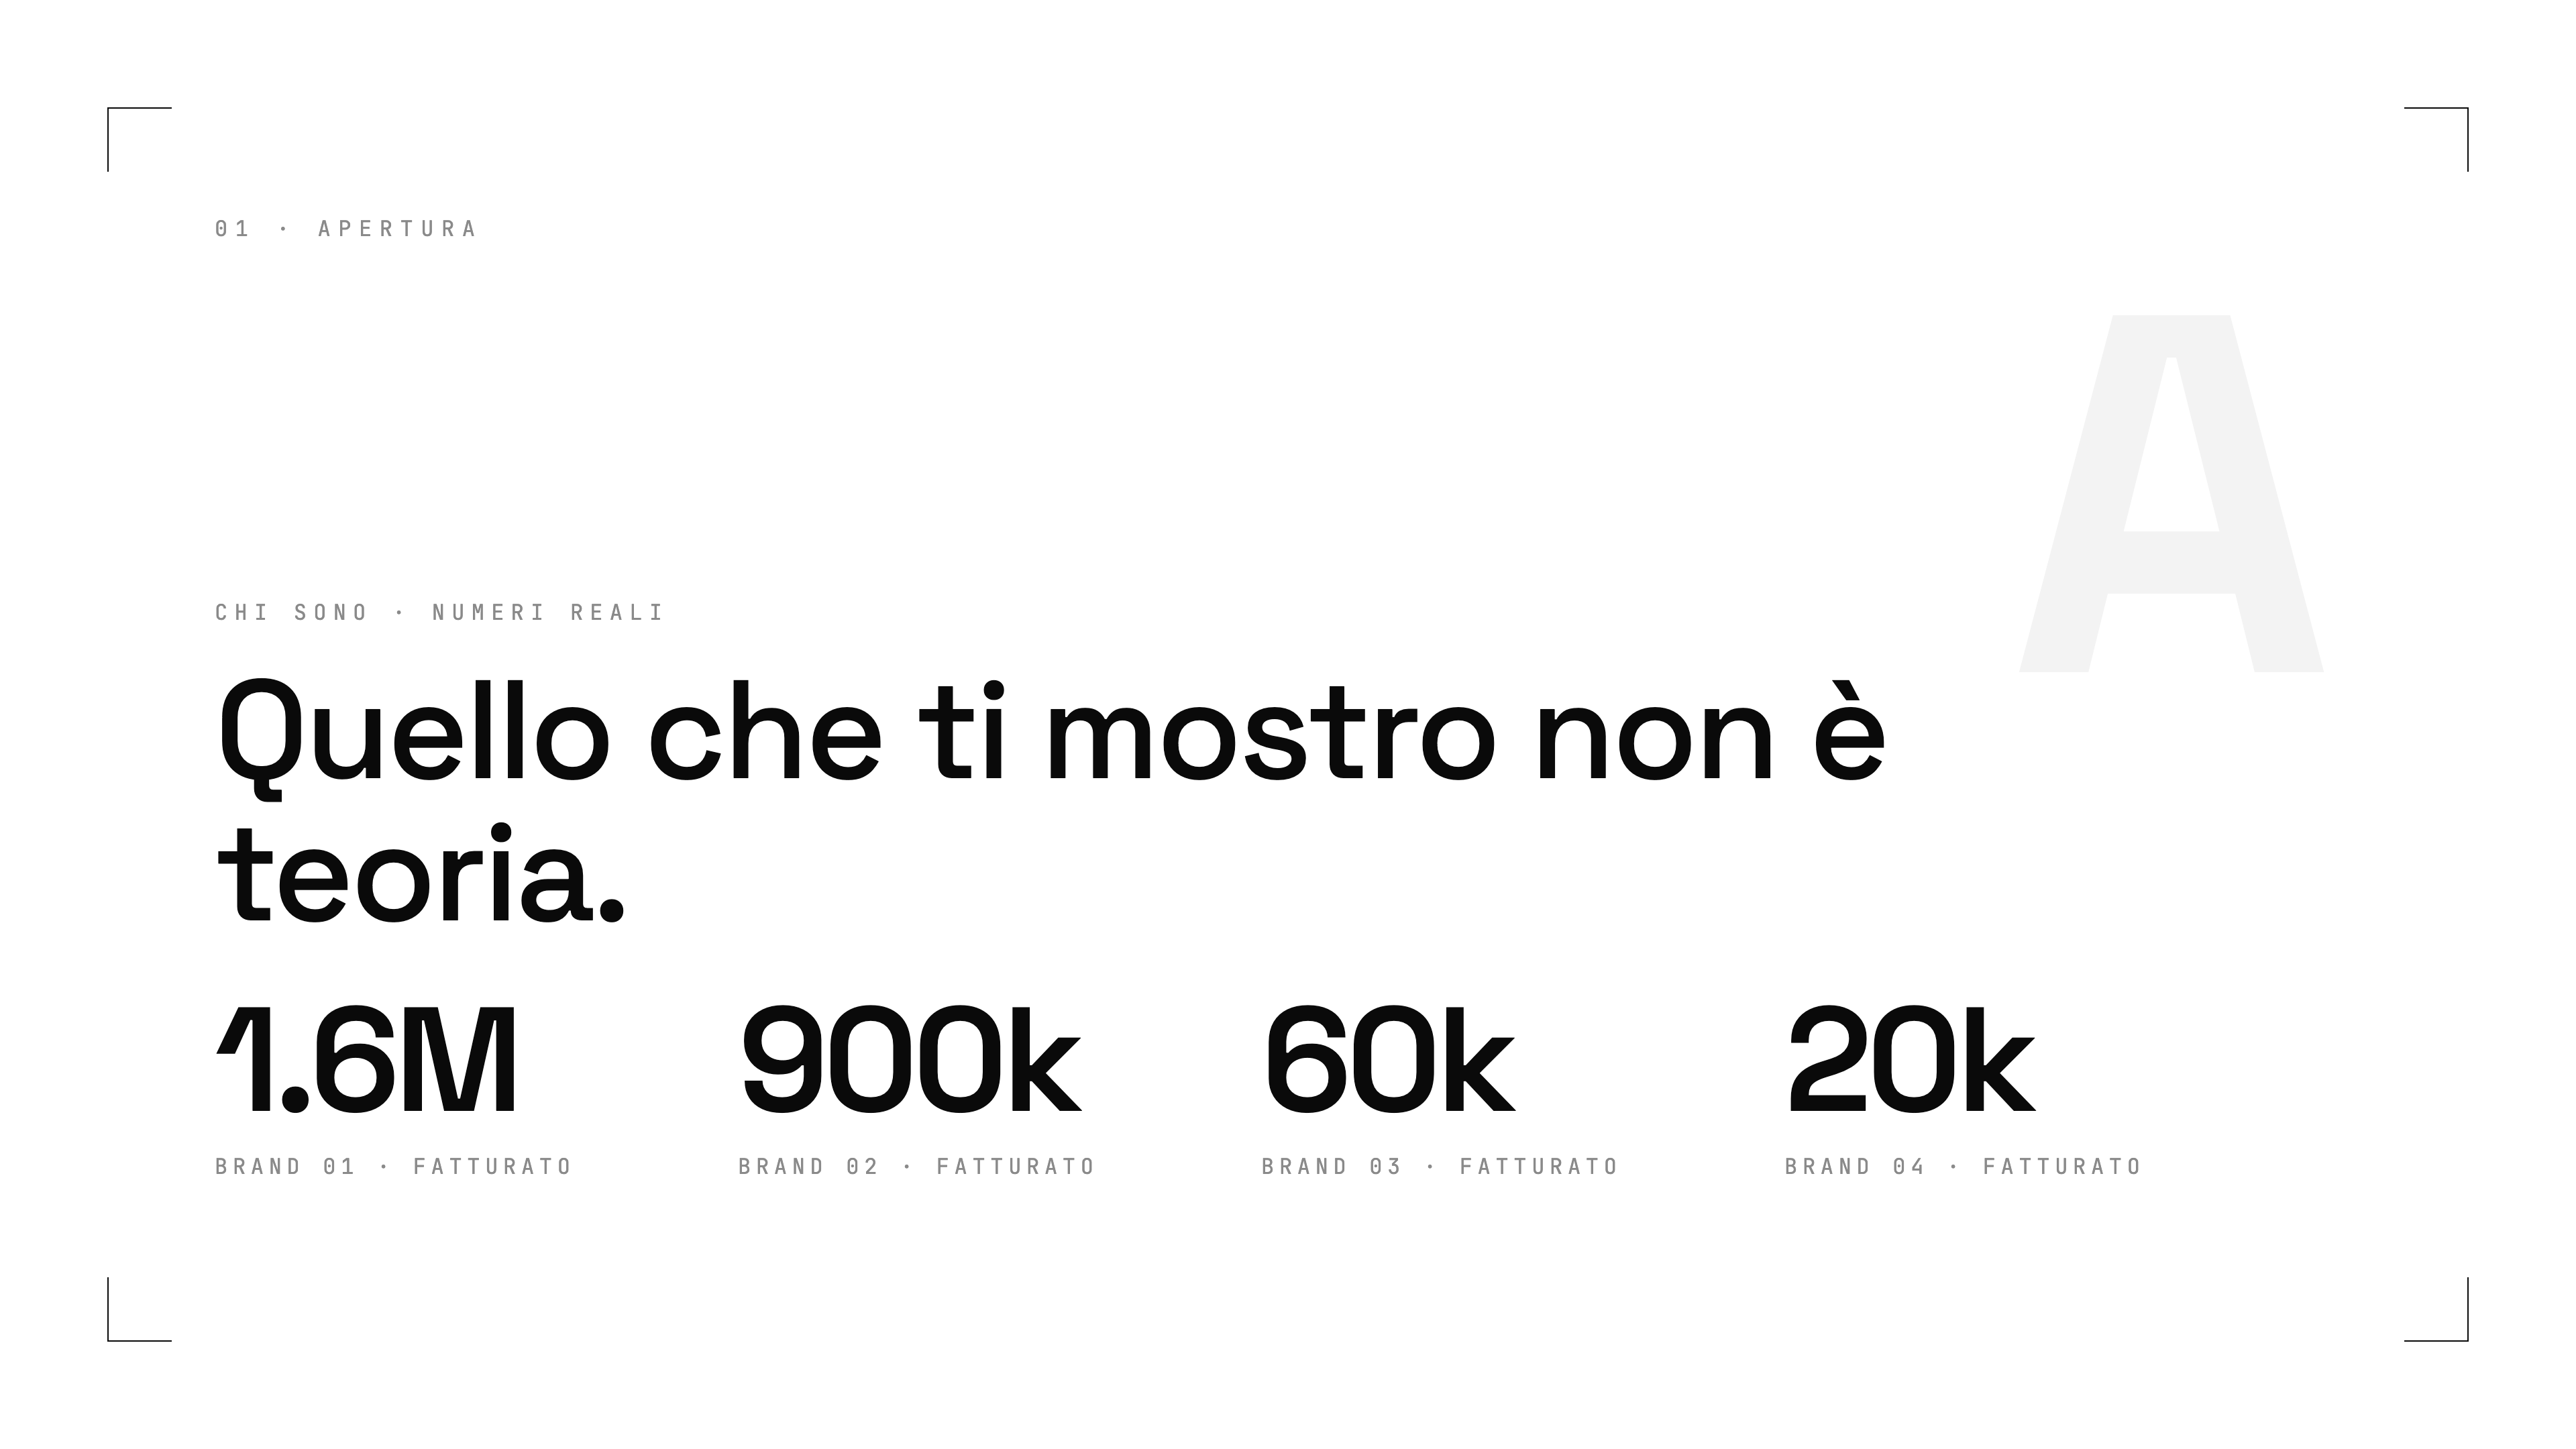 01 · APERTURA
A
CHI SONO · NUMERI REALI
Quello che ti mostro non è
teoria.
1.6M 900k 60k 20k
BRAND 01 · FATTURATO BRAND 02 · FATTURATO BRAND 03 · FATTURATO BRAND 04 · FATTURATO